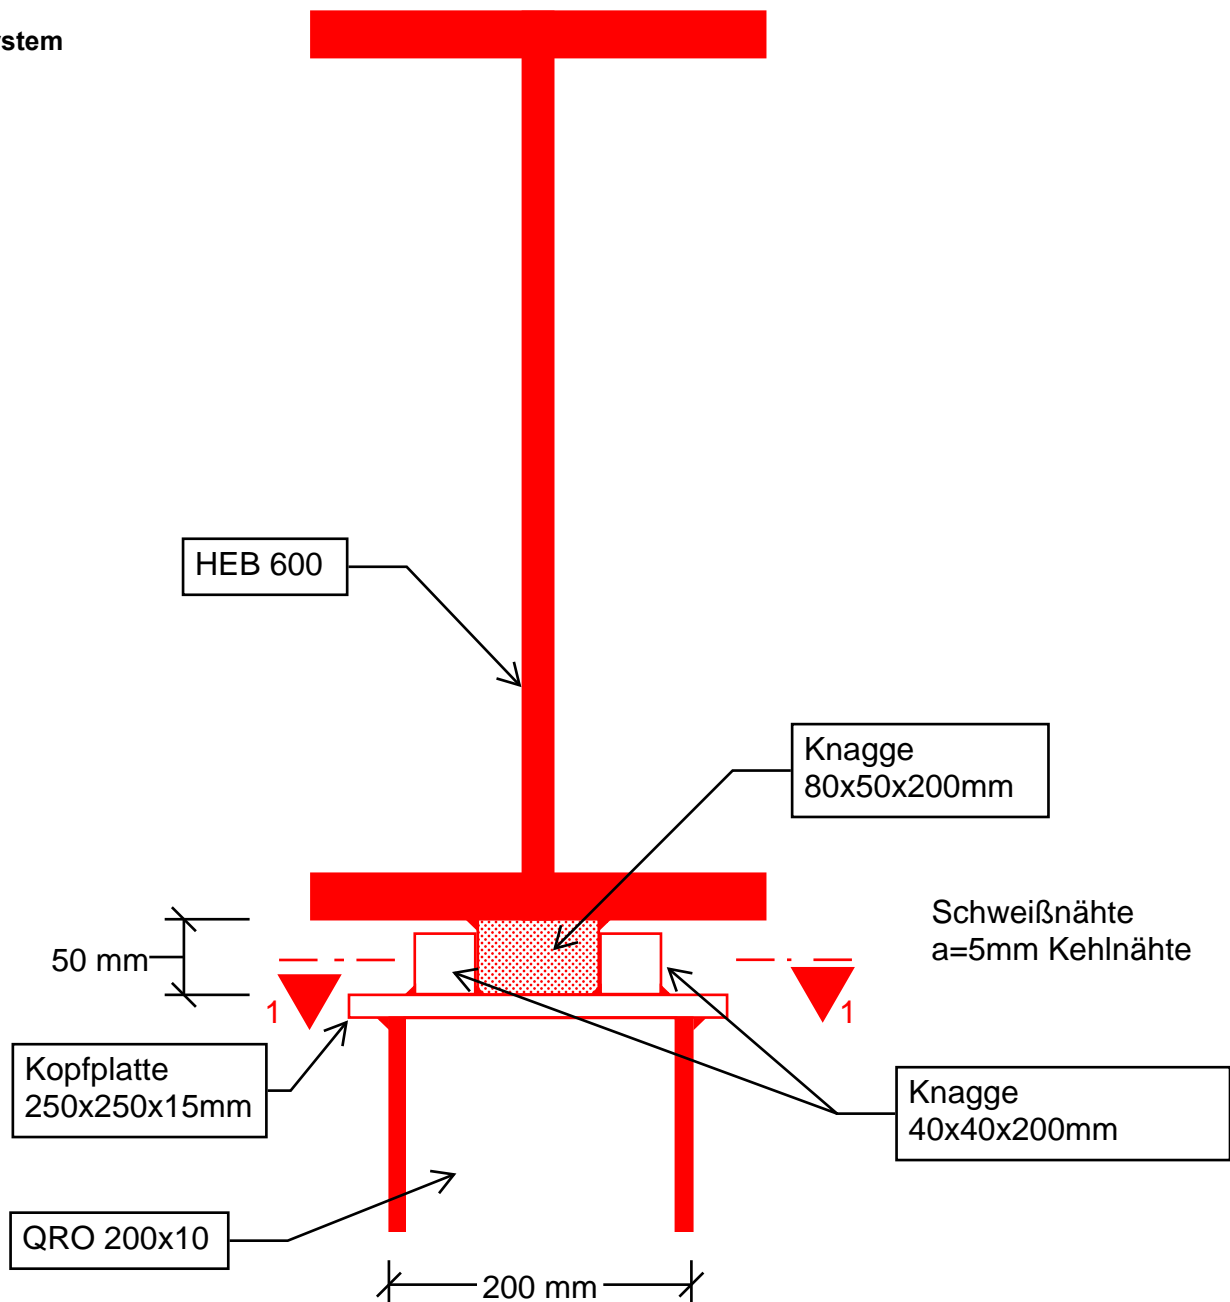 stem
HEB 600
Knagge
80x50x200mm
Schweißnähte
a=5mm Kehlnähte
50 mm
1
1
Kopfplatte
250x250x15mm
Knagge
40x40x200mm
QRO 200x10
200 mm